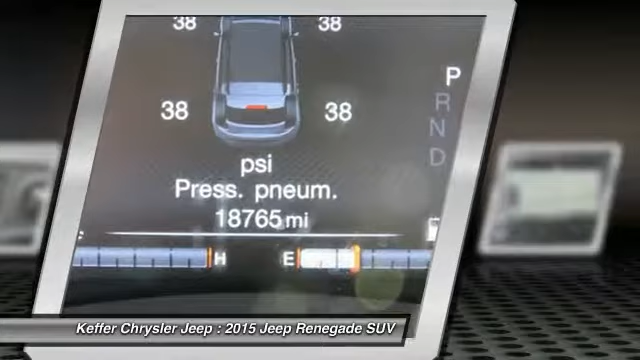 38 38
P
R
38 38
N
D
psi
Press. pneum.
18765 mi
H E
Keffer Chrysler Jeep : 2015 Jeep Renegade SUV